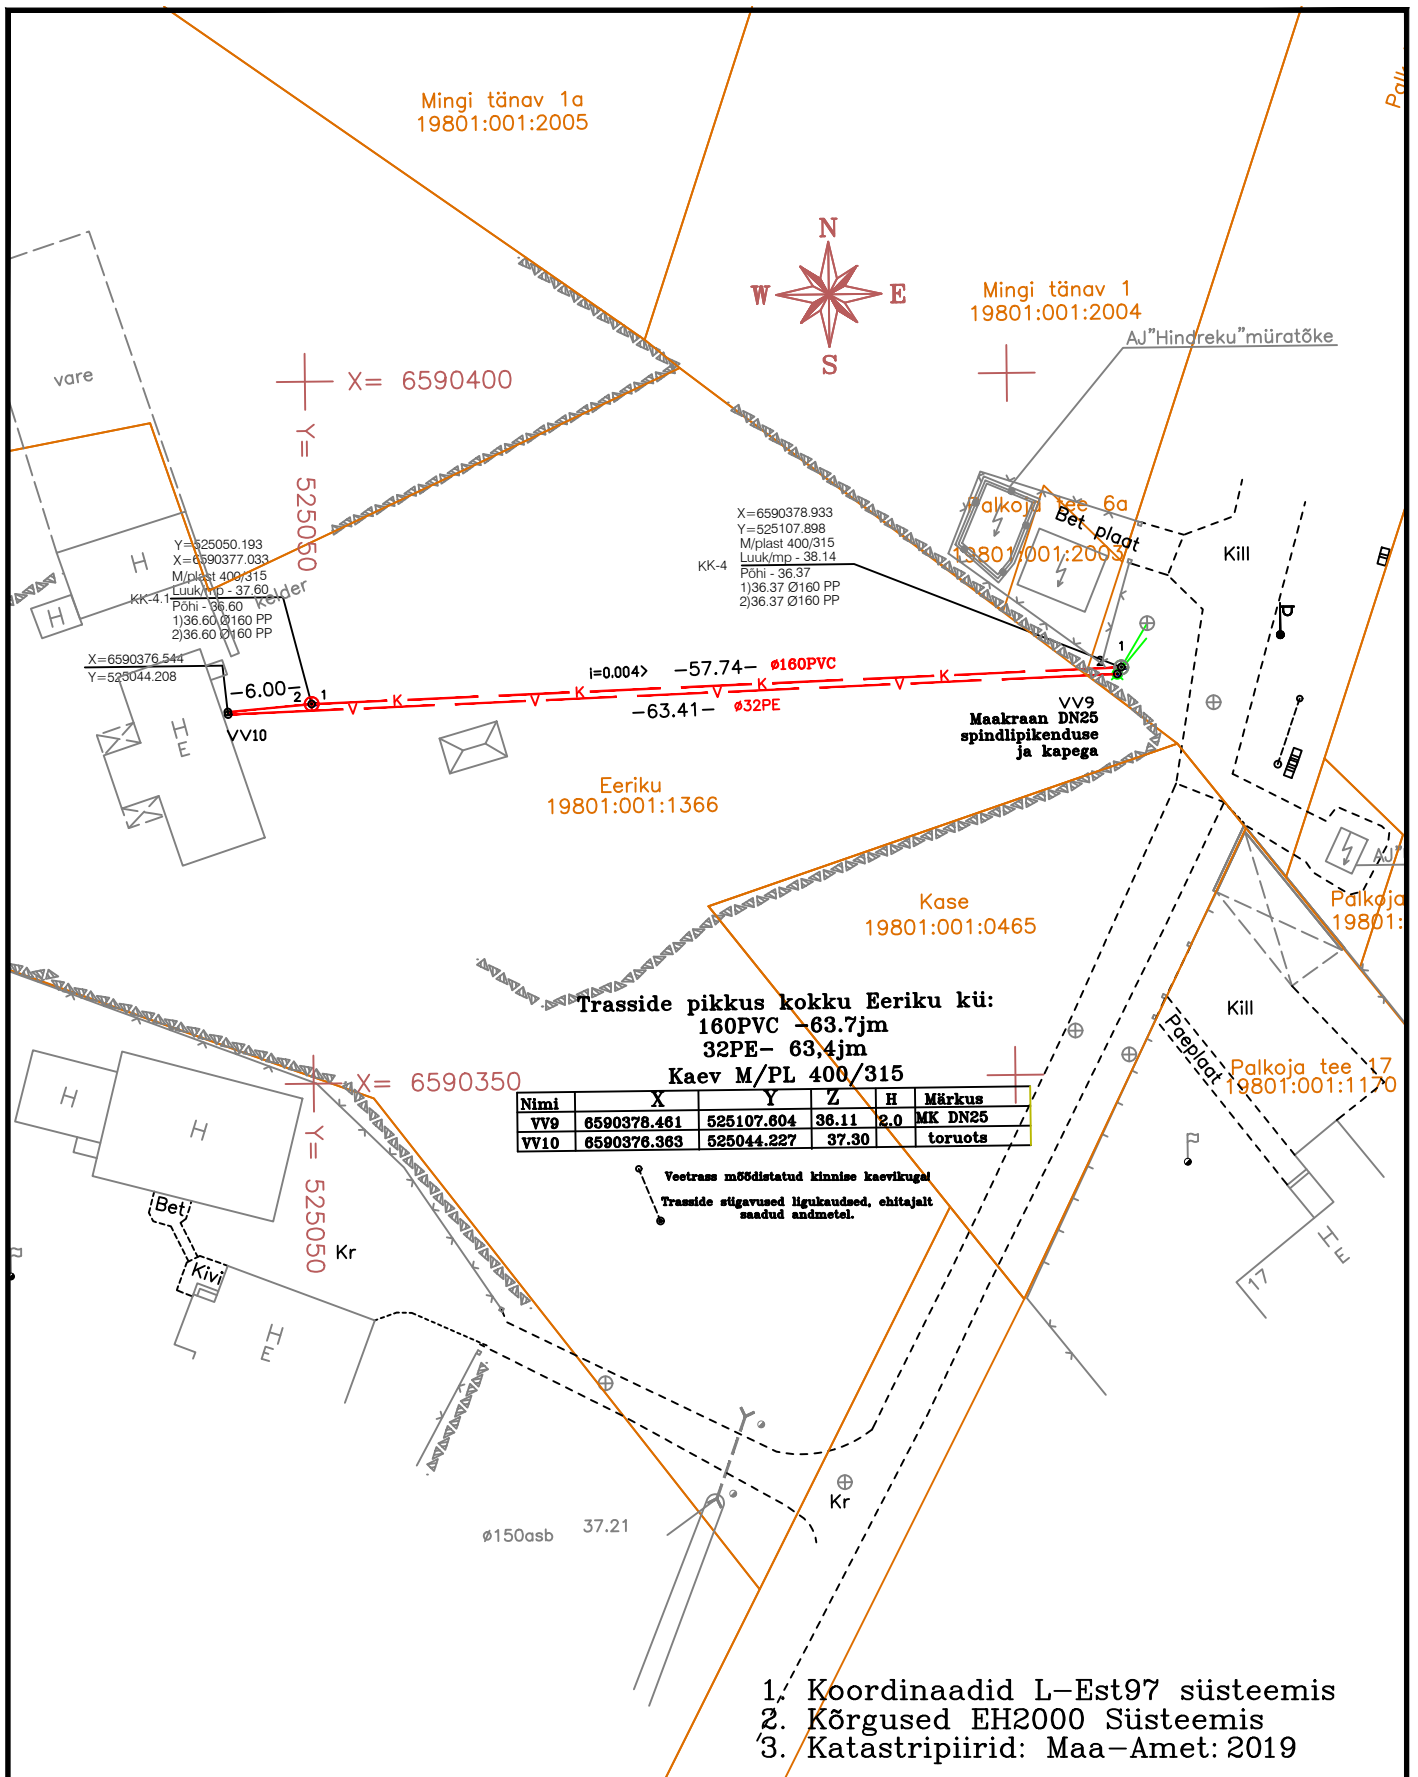 Mingi tänav 1a
19801:001:2005
N
W
E
S
Mingi tänav 1
19801:001:2004
AJ"Hindreku"müratõke
vare
X= 6590400
Y= 525050
Palkoja tee 6a
19801:001:2003
Bet plaat
Kill
X=6590378.933
Y=525107.898
M/plast 400/315
Luuk/mp - 38.14
KK-4
Põhi - 36.37
1)36.37 Ø160 PP
2)36.37 Ø160 PP
H
H
Y=525050.193
X=6590377.033
M/plast 400/315
Luuk/mp - 37.60
KK-4.1
Põhi - 36.60
1)36.60 Ø160 PP
2)36.60 Ø160 PP
kelder
X=6590376.544
Y=525044.208
-6.00-
2
1
i=0.004>
-57.74-
ø160PVC
K K K K
V V V V
-63.41-
ø32PE
2
1
VV10
VV9
Maakraan DN25
spindlipikenduse
ja kapega
H
E
Eeriku
19801:001:1366
AJ"
Kase
19801:001:0465
Palkoja
19801:
Trasside pikkus kokku Eeriku kü:
160PVC -63.7jm
32PE- 63,4jm
Kaev M/PL 400/315
Nimi X Y Z H Märkus
VV9 6590378.461 525107.604 36.11 2.0 MK DN25
VV10 6590376.363 525044.227 37.30 toruots
Veetrass mõõdistatud kinnise kaevikuga!
Trasside sügavused ligukaudsed, ehitajalt
saadud andmetel.
X= 6590350
Y= 525050
Kill
Paeplaat
Palkoja tee 17
19801:001:1170
H
H
Bet
Kivi
Kr
H
E
H
E
17
Kr
ø150asb
37.21
1. Koordinaadid L-Est97 süsteemis
2. Kõrgused EH2000 Süsteemis
3. Katastripiirid: Maa-Amet: 2019